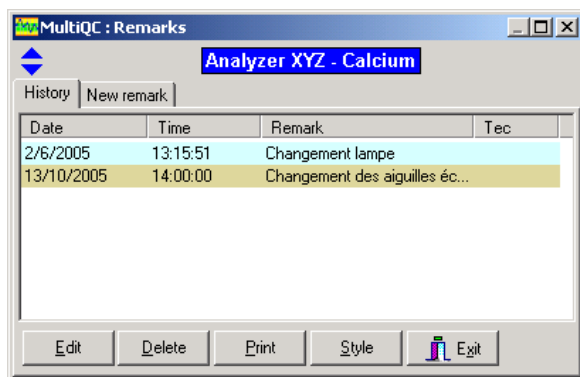 MultiQC : Remarks
Analyzer XYZ - Calcium
History New remark
Date Time Remark Tec
2/6/2005 13:15:51 Changement lampe
13/10/2005 14:00:00 Changement des aiguilles éc...
Edit Delete Print Style Exit